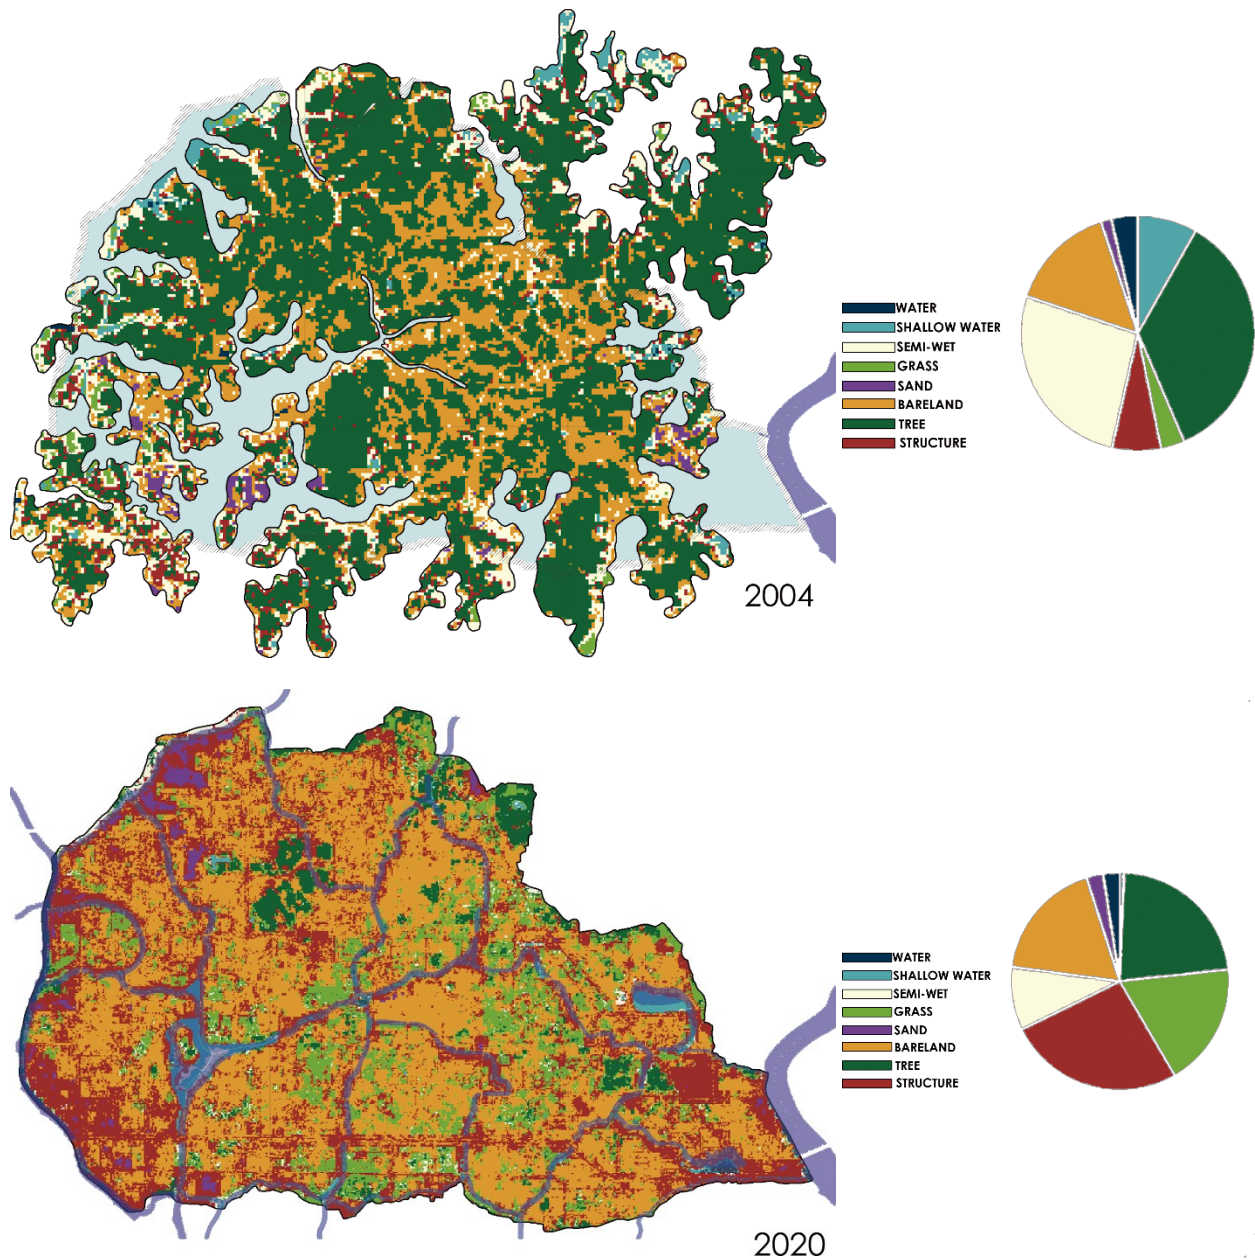 WATER
SHALLOW WATER
SEMI-WET
GRASS
SAND
BARELAND
TREE
STRUCTURE
2004
WATER
SHALLOW WATER
SEMI-WET
GRASS
SAND
BARELAND
TREE
STRUCTURE
2020